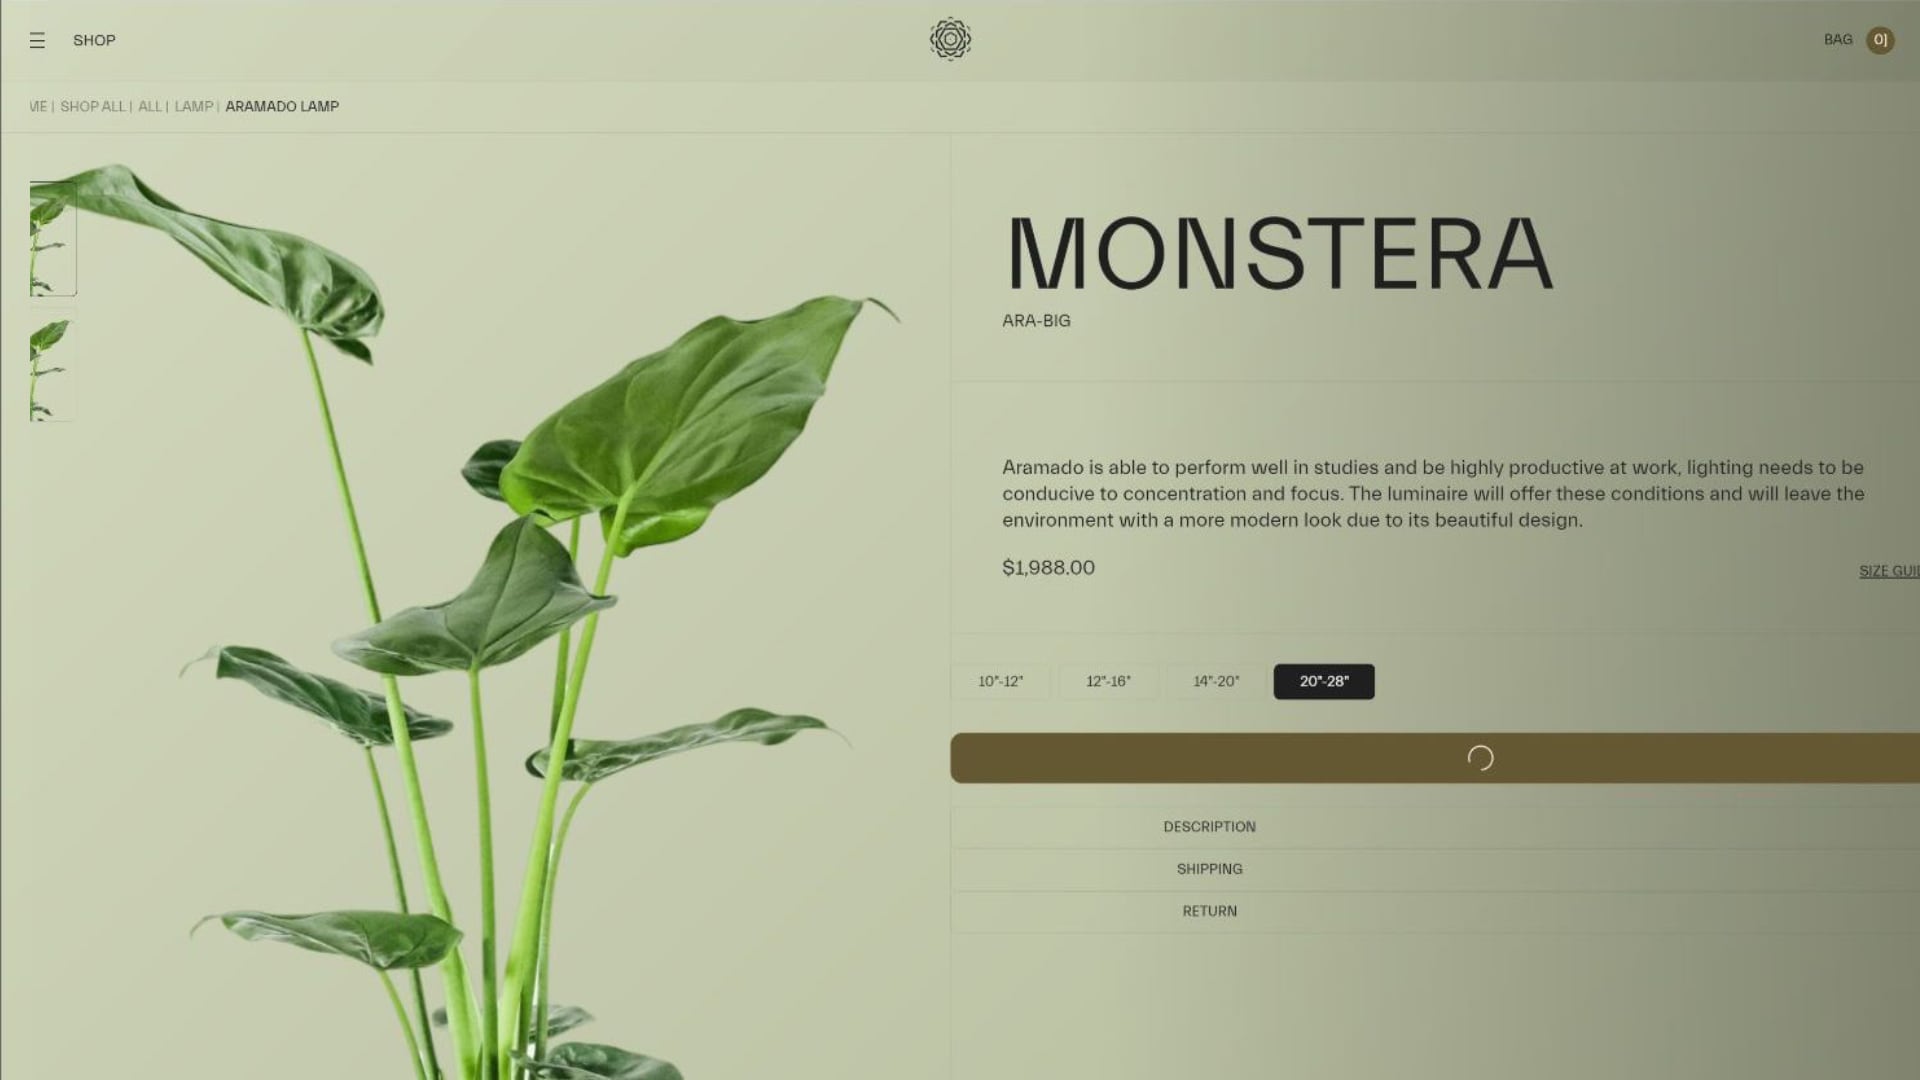 SHOP
BAG 0]
ME | SHOP ALL | ALL | LAMP | ARAMADO LAMP
MONSTERA
ARA-BIG
Aramado is able to perform well in studies and be highly productive at work, lighting needs to be
conducive to concentration and focus. The luminaire will offer these conditions and will leave the
environment with a more modern look due to its beautiful design.
$1,988.00
SIZE GUID
10"-12" 12"-16" 14"-20" 20"-28"
DESCRIPTION
SHIPPING
RETURN